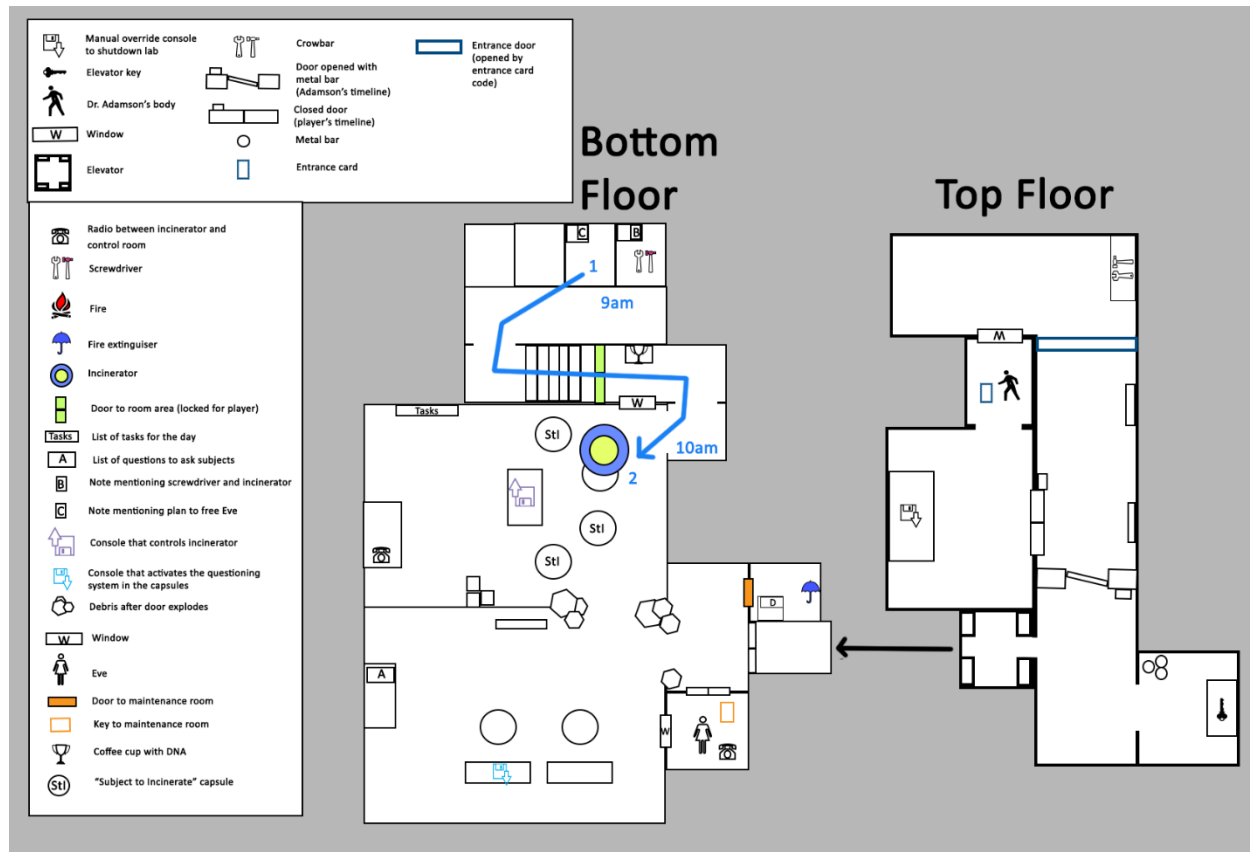 Manual override console
to shutdown lab
Elevator key
Dr. Adamson's body
W
Window
Elevator
Crowbar
Door opened with
metal bar
(Adamson's timeline)
Closed door
(player's timeline)
Metal bar
Entrance card
Entrance door
(opened by
entrance card
code)
Radio between incinerator and
control room
Screwdriver
Fire
Fire extinguiser
Incinerator
Door to room area (locked for
player)
Tasks
List of tasks for the day
A
List of questions to ask subjects
B
Note mentioning screwdriver and incinerator
C
Note mentioning plan to free Eve
Console that controls incinerator
Console that activates the questioning
system in the capsules
Debris after door explodes
W
Window
Eve
Door to maintenance room
Key to maintenance room
Coffee cup with DNA
StI
"Subject to Incinerate" capsule
Bottom
Floor
C
B
1
9am
W
Tasks
StI
10am
2
StI
StI
D
A
W
Top Floor
W